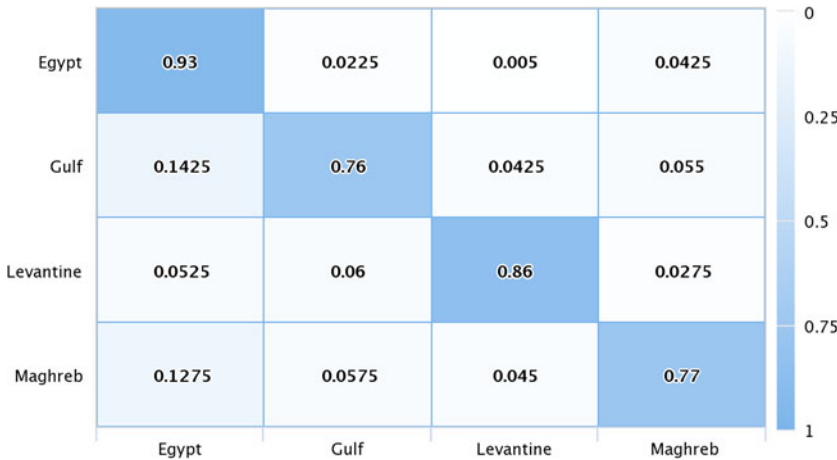 0
Egypt 0.93 0.0225 0.005 0.0425
0.25
Gulf 0.1425 0.76 0.0425 0.055
0.5
Levantine 0.0525 0.06 0.86 0.0275
0.75
Maghreb 0.1275 0.0575 0.045 0.77
1
Egypt Gulf Levantine Maghreb